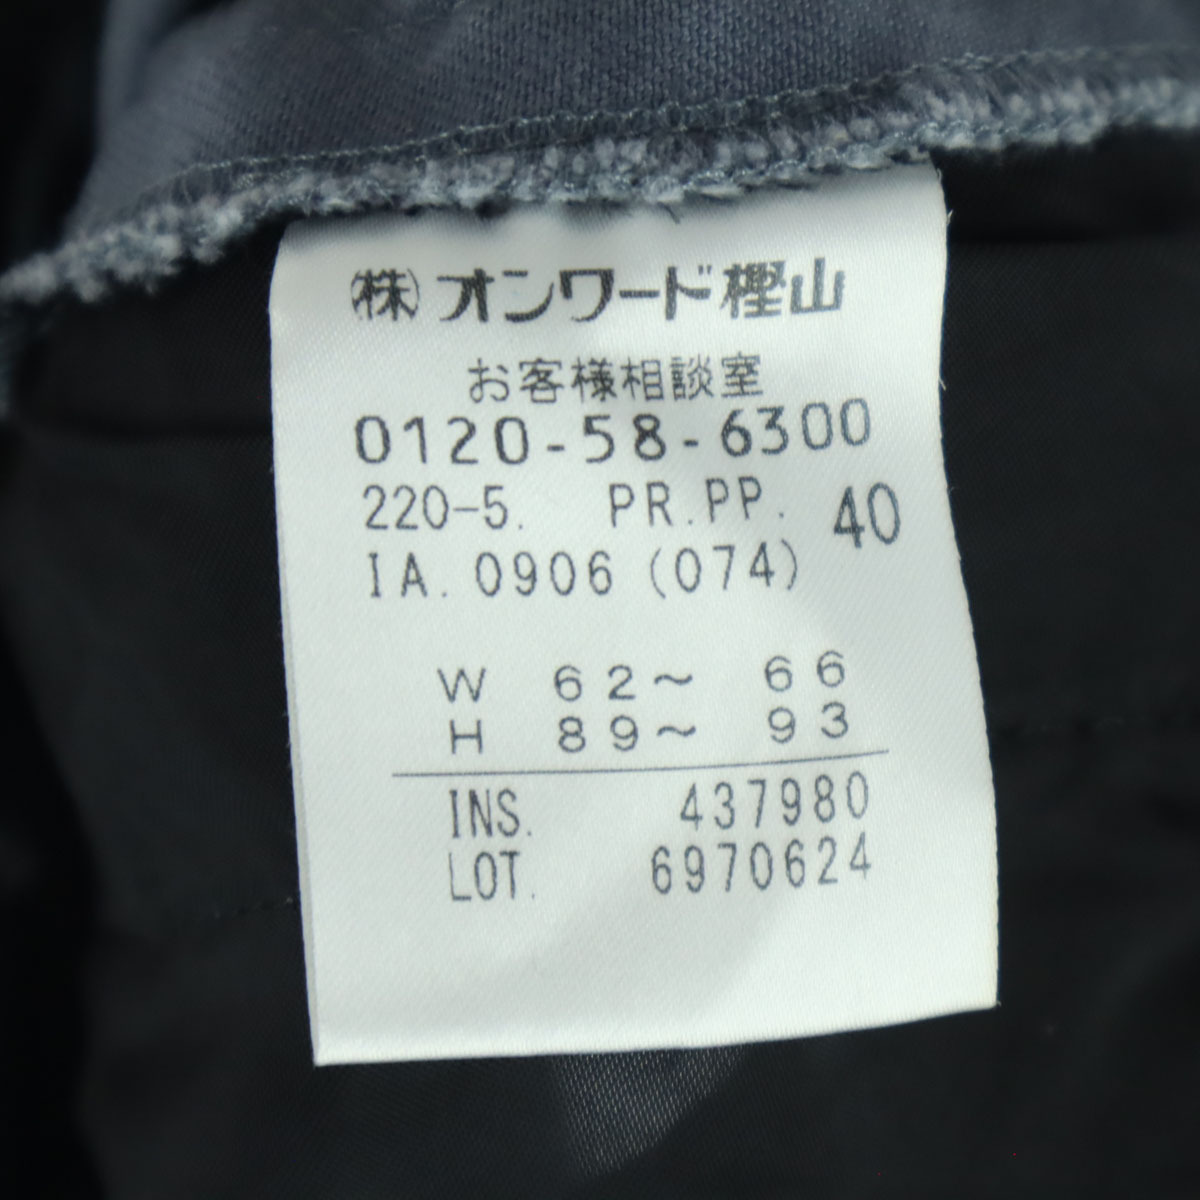 (株)オンワード樫山
お客様相談室
0120-58-6300
220-5. PR.PP. 40
IA.0906(074)
W 62～ 66
H 89～ 93
INS. 437980
LOT. 6970624